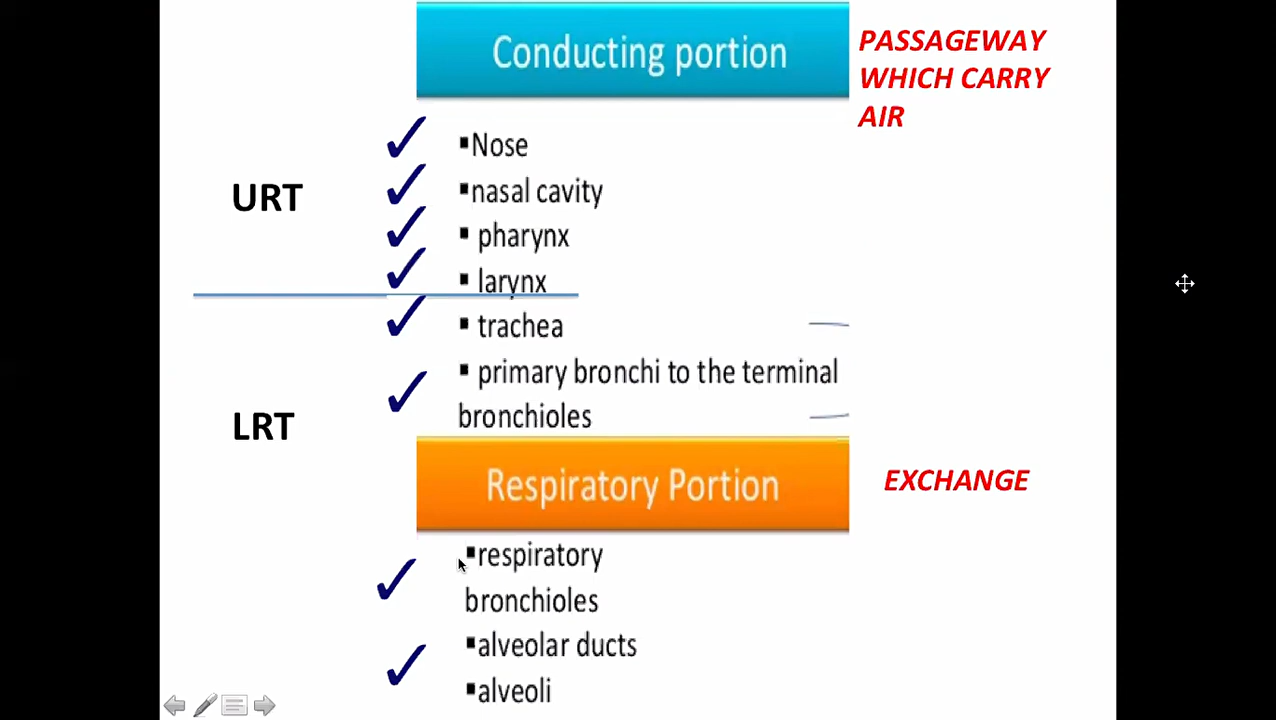 Conducting portion
PASSAGEWAY
WHICH CARRY
AIR
▪Nose
▪nasal cavity
URT
▪ pharynx
▪ larynx
▪ trachea
▪ primary bronchi to the terminal
bronchioles
LRT
Respiratory Portion
EXCHANGE
▪respiratory
bronchioles
▪alveolar ducts
▪alveoli